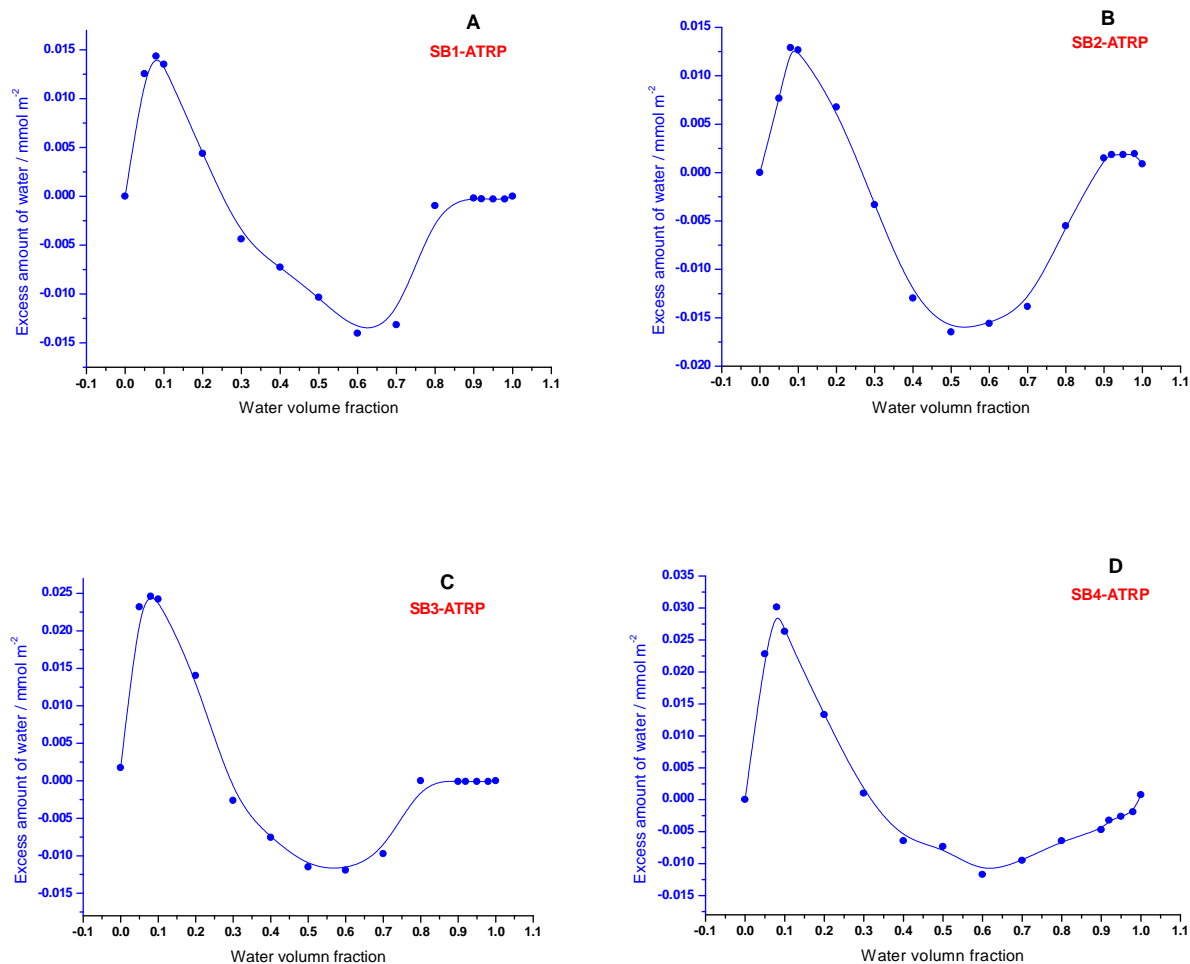 A
SB1-ATRP
Excess amount of water / mmol m-2
0.015
0.010
0.005
0.000
-0.005
-0.010
-0.015
-0.1 0.0 0.1 0.2 0.3 0.4 0.5 0.6 0.7 0.8 0.9 1.0 1.1
Water volume fraction
B
SB2-ATRP
Excess amount of water / mmol m-2
0.015
0.010
0.005
0.000
-0.005
-0.010
-0.015
-0.020
-0.1 0.0 0.1 0.2 0.3 0.4 0.5 0.6 0.7 0.8 0.9 1.0 1.1
Water volumn fraction
C
SB3-ATRP
Excess amount of water / mmol m-2
0.025
0.020
0.015
0.010
0.005
0.000
-0.005
-0.010
-0.015
-0.1 0.0 0.1 0.2 0.3 0.4 0.5 0.6 0.7 0.8 0.9 1.0 1.1
Water volumn fraction
D
SB4-ATRP
Excess amount of water / mmol m-2
0.035
0.030
0.025
0.020
0.015
0.010
0.005
0.000
-0.005
-0.010
-0.015
-0.1 0.0 0.1 0.2 0.3 0.4 0.5 0.6 0.7 0.8 0.9 1.0 1.1
Water volumn fraction